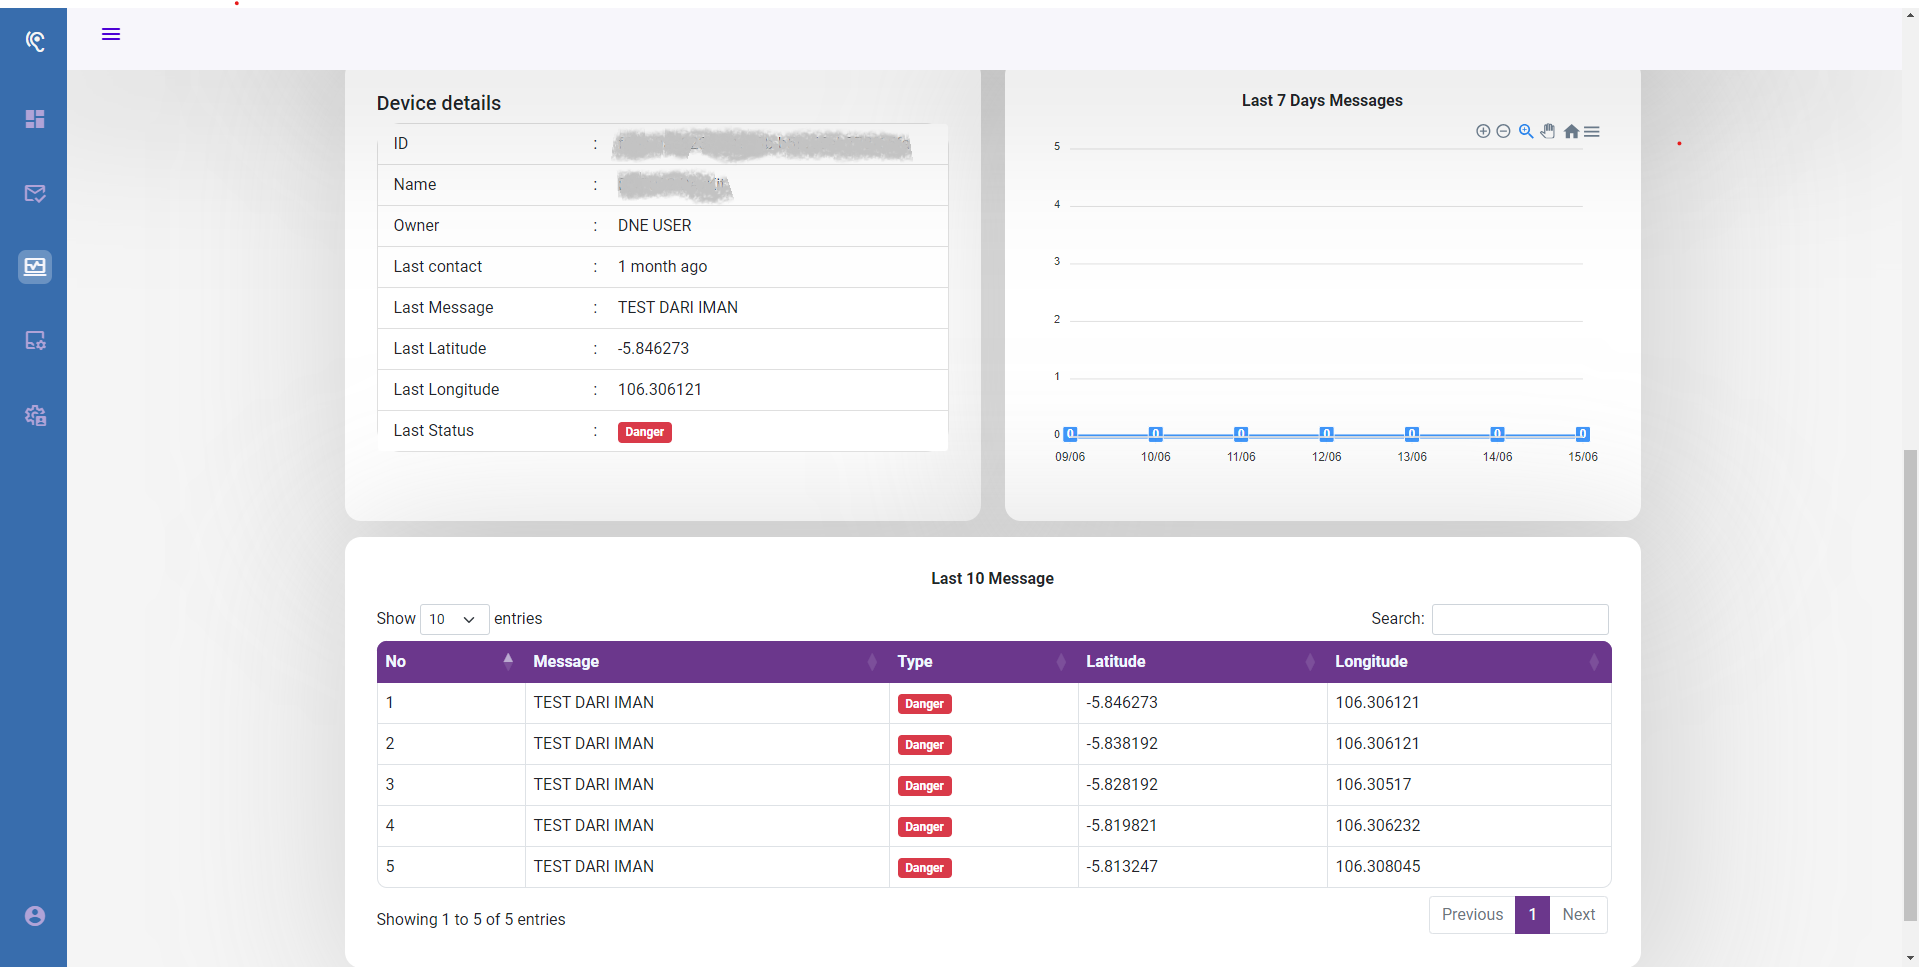 Device details
ID :
Name :
Owner : DNE USER
Last contact : 1 month ago
Last Message : TEST DARI IMAN
Last Latitude : -5.846273
Last Longitude : 106.306121
Last Status : Danger
Last 7 Days Messages
5
4
3
2
1
0
0 0 0 0 0 0 0
09/06 10/06 11/06 12/06 13/06 14/06 15/06
Last 10 Message
Show 10 entries
Search:
No Message Type Latitude Longitude
1 TEST DARI IMAN Danger -5.846273 106.306121
2 TEST DARI IMAN Danger -5.838192 106.306121
3 TEST DARI IMAN Danger -5.828192 106.30517
4 TEST DARI IMAN Danger -5.819821 106.306232
5 TEST DARI IMAN Danger -5.813247 106.308045
Showing 1 to 5 of 5 entries
Previous 1 Next